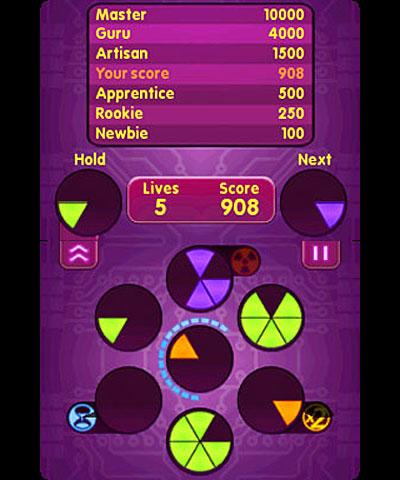 Master 10000
Guru 4000
Artisan 1500
Your score 908
Apprentice 500
Rookie 250
Newbie 100
Hold
Next
Lives Score
5 908